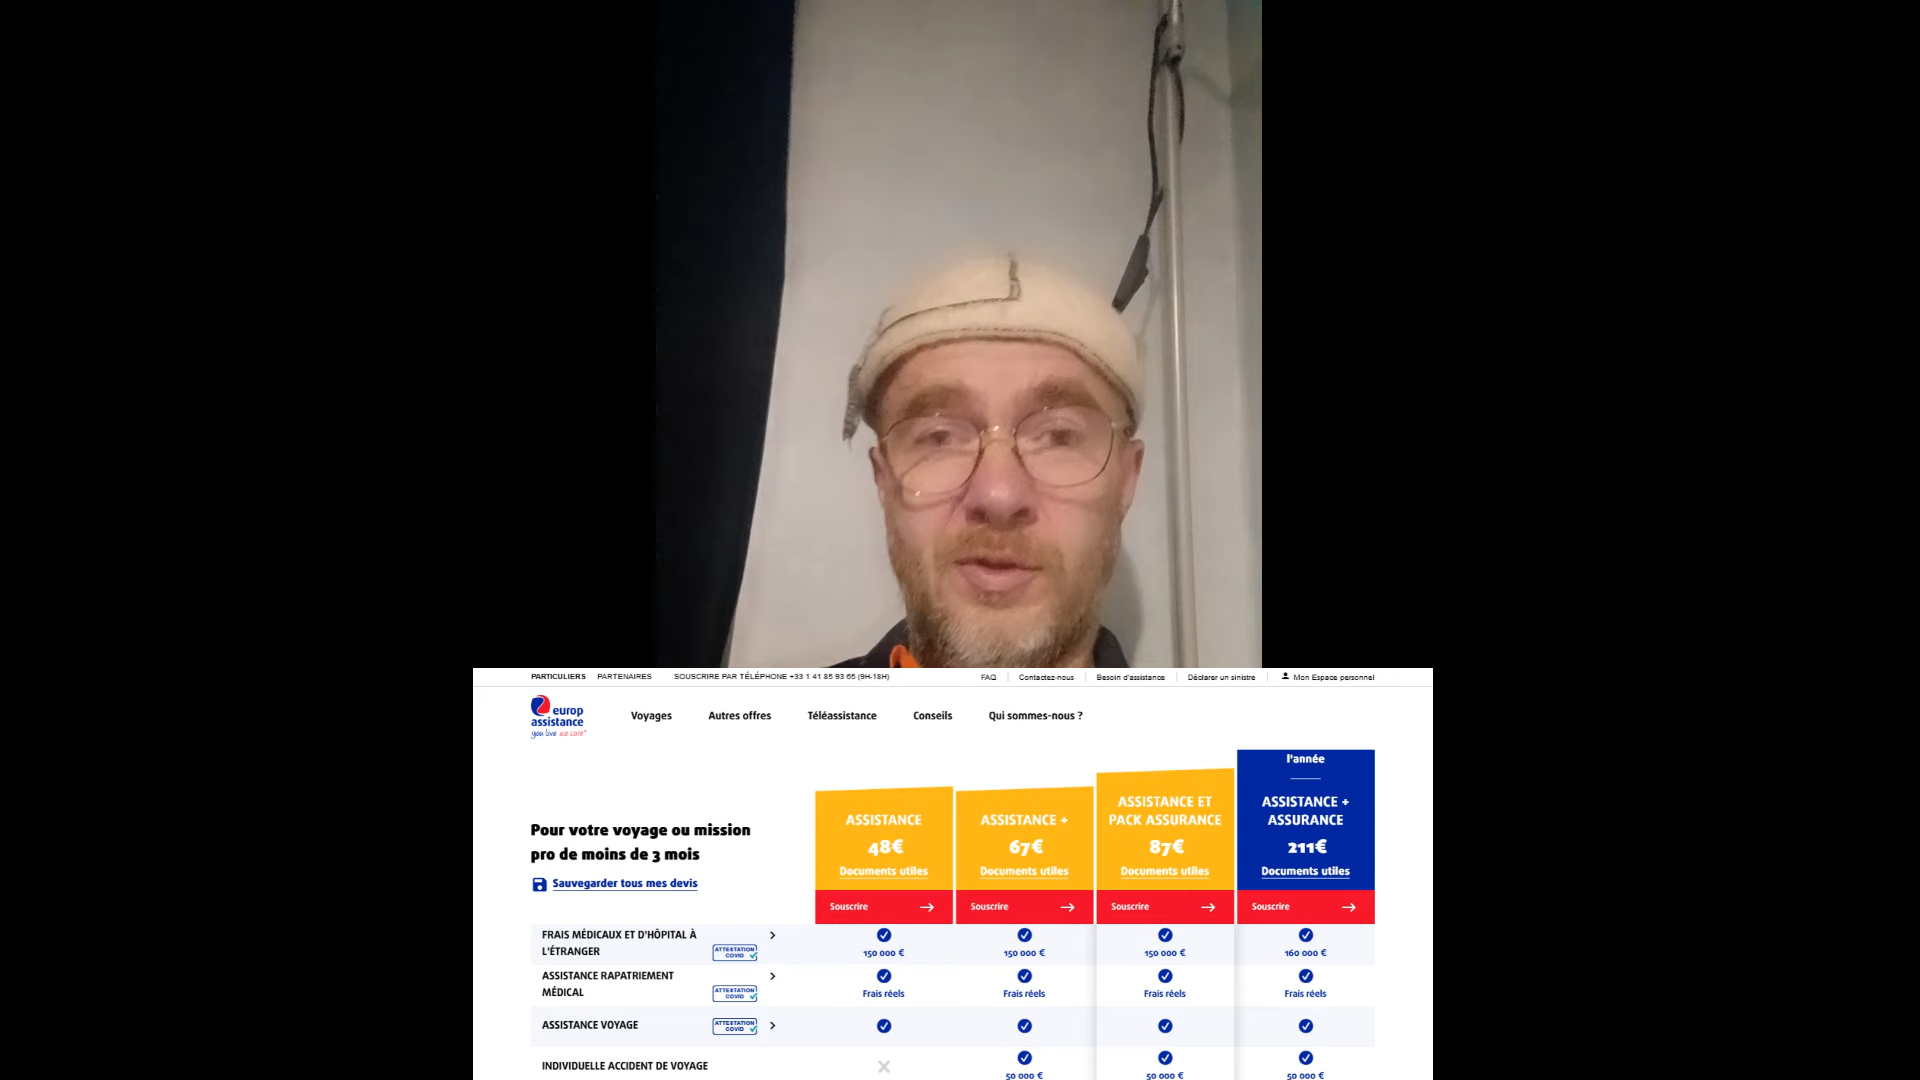 PARTICULIERS PARTENAIRES SOUSCRIRE PAR TÉLÉPHONE +33 1 41 85 93 65 (9H-18H) FAQ Contactez-nous Besoin d'assistance Déclarer un sinistre Mon Espace personnel
europ
assistance
you live we care
Voyages Autres offres Téléassistance Conseils Qui sommes-nous ?
l'année
Pour votre voyage ou mission
pro de moins de 3 mois
Sauvegarder tous mes devis
ASSISTANCE
48€
Documents utiles
Souscrire
ASSISTANCE +
67€
Documents utiles
Souscrire
ASSISTANCE ET
PACK ASSURANCE
87€
Documents utiles
Souscrire
ASSISTANCE +
ASSURANCE
211€
Documents utiles
Souscrire
FRAIS MÉDICAUX ET D'HÔPITAL À
L'ÉTRANGER
ATTESTATION
COVID
150 000 € 150 000 € 150 000 € 160 000 €
ASSISTANCE RAPATRIEMENT
MÉDICAL
ATTESTATION
COVID
Frais réels Frais réels Frais réels Frais réels
ASSISTANCE VOYAGE
ATTESTATION
COVID
INDIVIDUELLE ACCIDENT DE VOYAGE
50 000 € 50 000 € 50 000 €